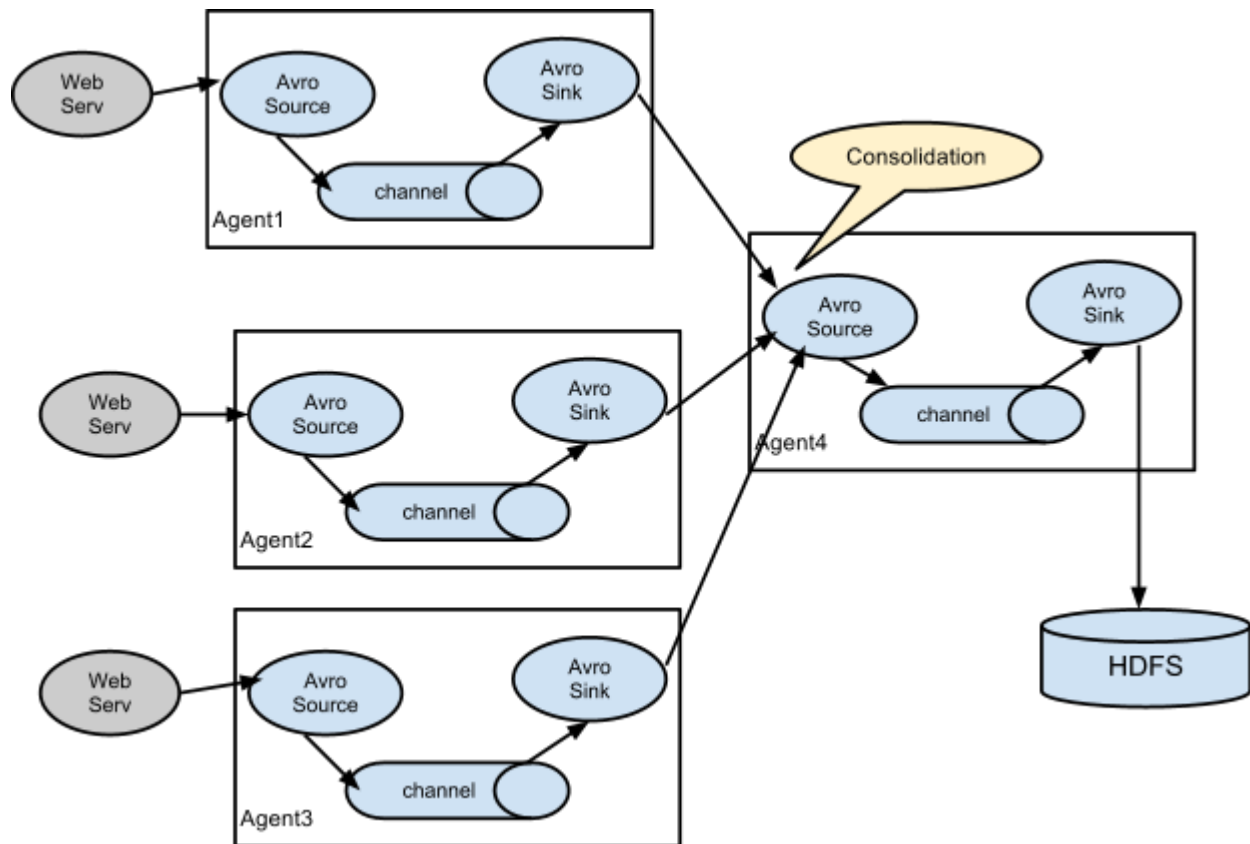 Web
Serv
Avro
Source
Avro
Sink
channel
Agent1
Consolidation
Avro
Source
Avro
Sink
channel
Agent4
Web
Serv
Avro
Source
Avro
Sink
channel
Agent2
Web
Serv
Avro
Source
Avro
Sink
channel
Agent3
HDFS